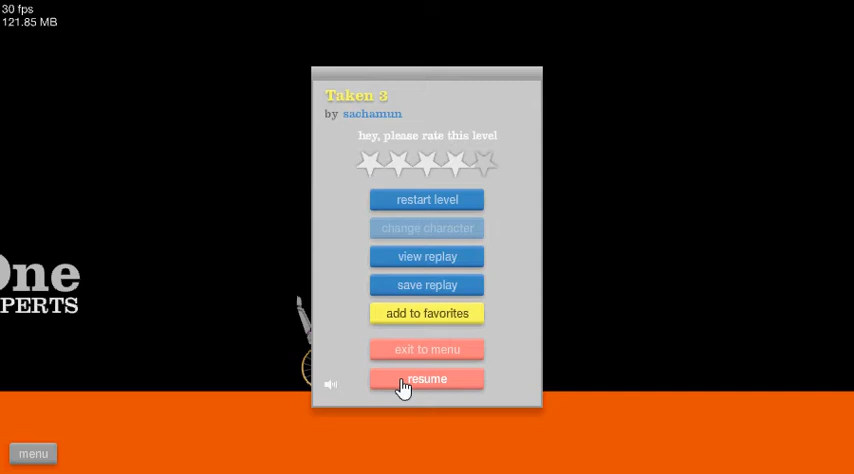 30 fps
121.85 MB
Taken 3
by sachamun
hey, please rate this level
restart level
change character
view replay
save replay
add to favorites
One
PERTS
exit to menu
resume
menu